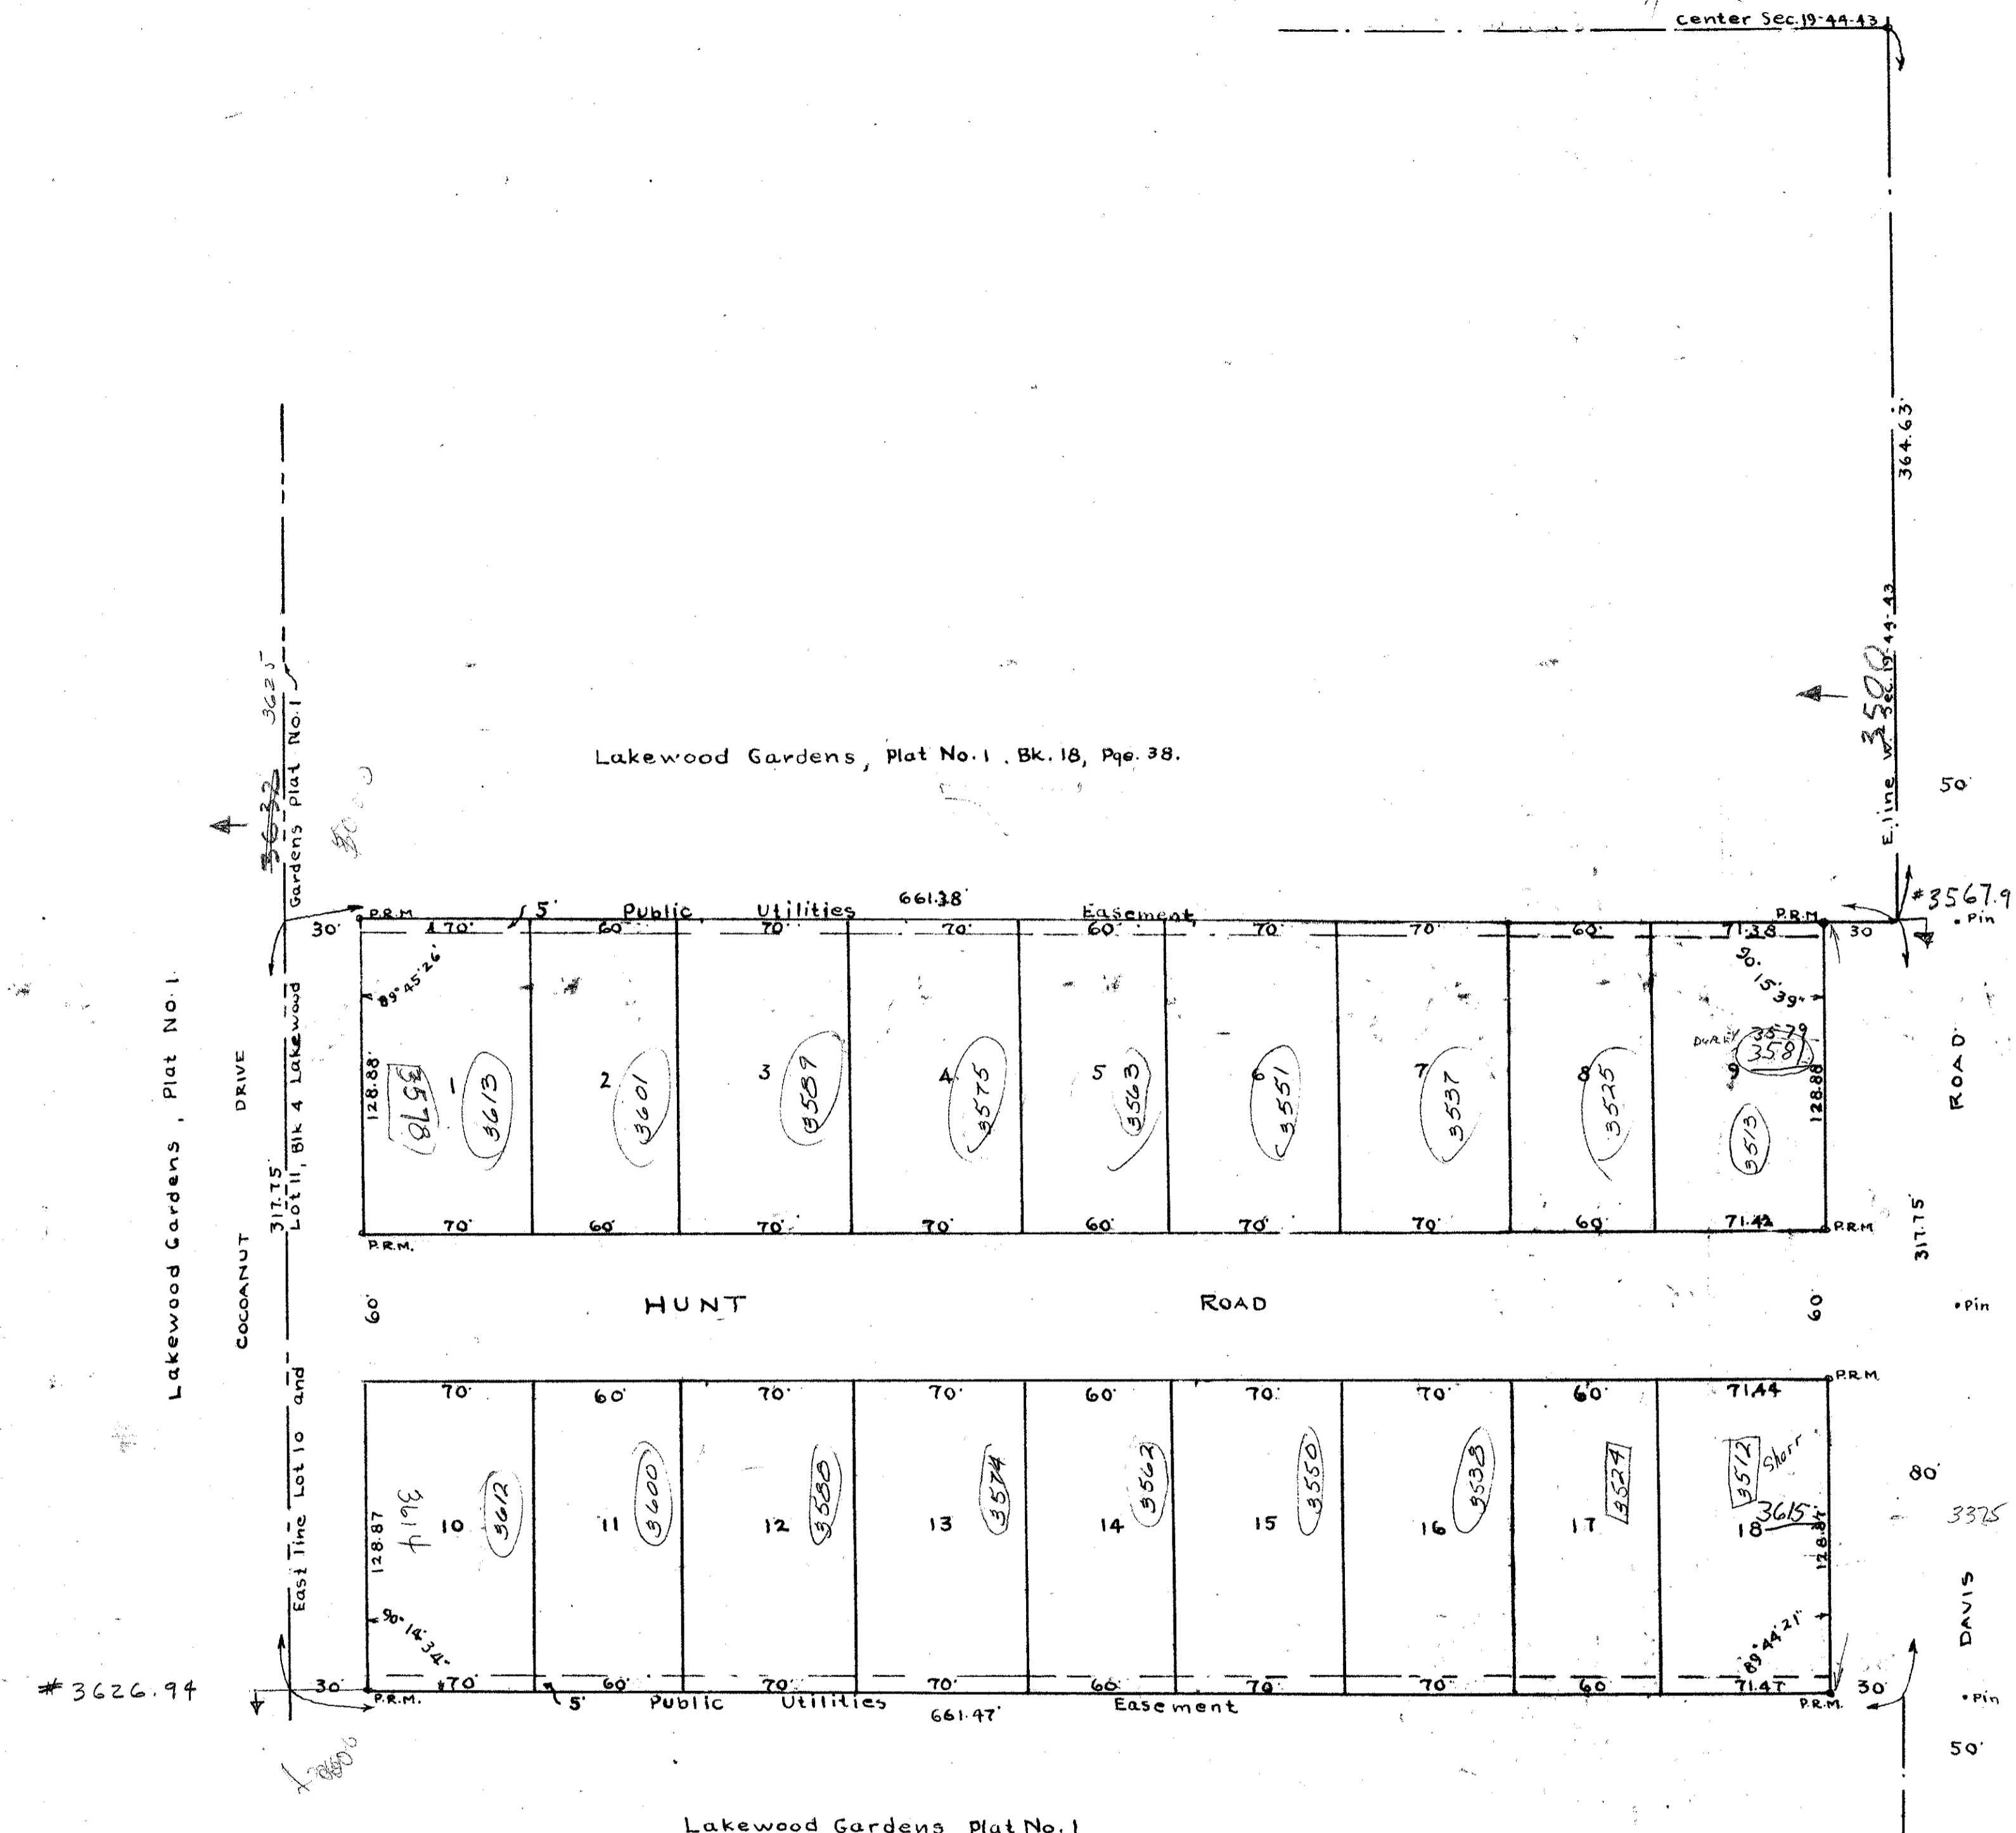 Center Sec. 19-44-43
364.63'
E. line W.½ Sec. 19-44-43
3500
50'
3632 3625
Gardens Plat No. 1
Lakewood Gardens, Plat No. 1. Bk. 18, Pge. 38.
#3567.9
Pin
661.38'
P.R.M. 5' Public Utilities Easement P.R.M.
30' 70' 60' 70' 70' 60' 70' 70' 60' 71.38 30
89°45'26"
90° 15' 39"
Lakewood Gardens, Plat No. 1.
COCOANUT DRIVE
317.75'
Lot 11, Blk 4 Lakewood
128.88'
3578
1 3613
2 3601
3 3589
4 3575
5 3563
6 3551
7 3537
8 3525
3579
3581
9 3513
128.88
ROAD
317.75'
70' 60' 70' 70' 60' 70' 70' 60' 71.42
P.R.M. P.R.M.
60' HUNT ROAD 60'
Pin
70' 60' 70' 70' 60' 70' 70' 60' 71.44
P.R.M.
East line Lot 10 and
128.87
3614
10 3612
11 3600
12 3588
13 3574
14 3562
15 3550
16 3538
17 3524
18 3512 Shorr
3615
128.87'
80'
3375
DAVIS
90°14'34"
89°44'21"
#3626.94
30' 70' 60' 70' 70' 60' 70' 70' 60' 71.47 30'
P.R.M. 5' Public Utilities Easement P.R.M.
661.47'
Pin
50'
Lakewood Gardens Plat No. 1